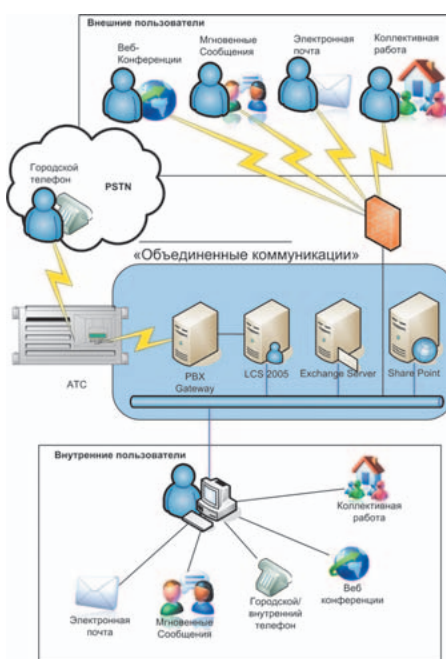 Внешние пользователи
Веб-
Конференции
Мгновенные
Сообщения
Электронная
почта
Коллективная
работа
Городской
телефон
PSTN
«Объединенные коммуникации»
АТС
PBX
Gateway
LCS 2005
Exchange Server
Share Point
Внутренние пользователи
Коллективная
работа
Веб
конференции
Городской/
внутренний
телефон
Мгновенные
Сообщения
Электронная
почта